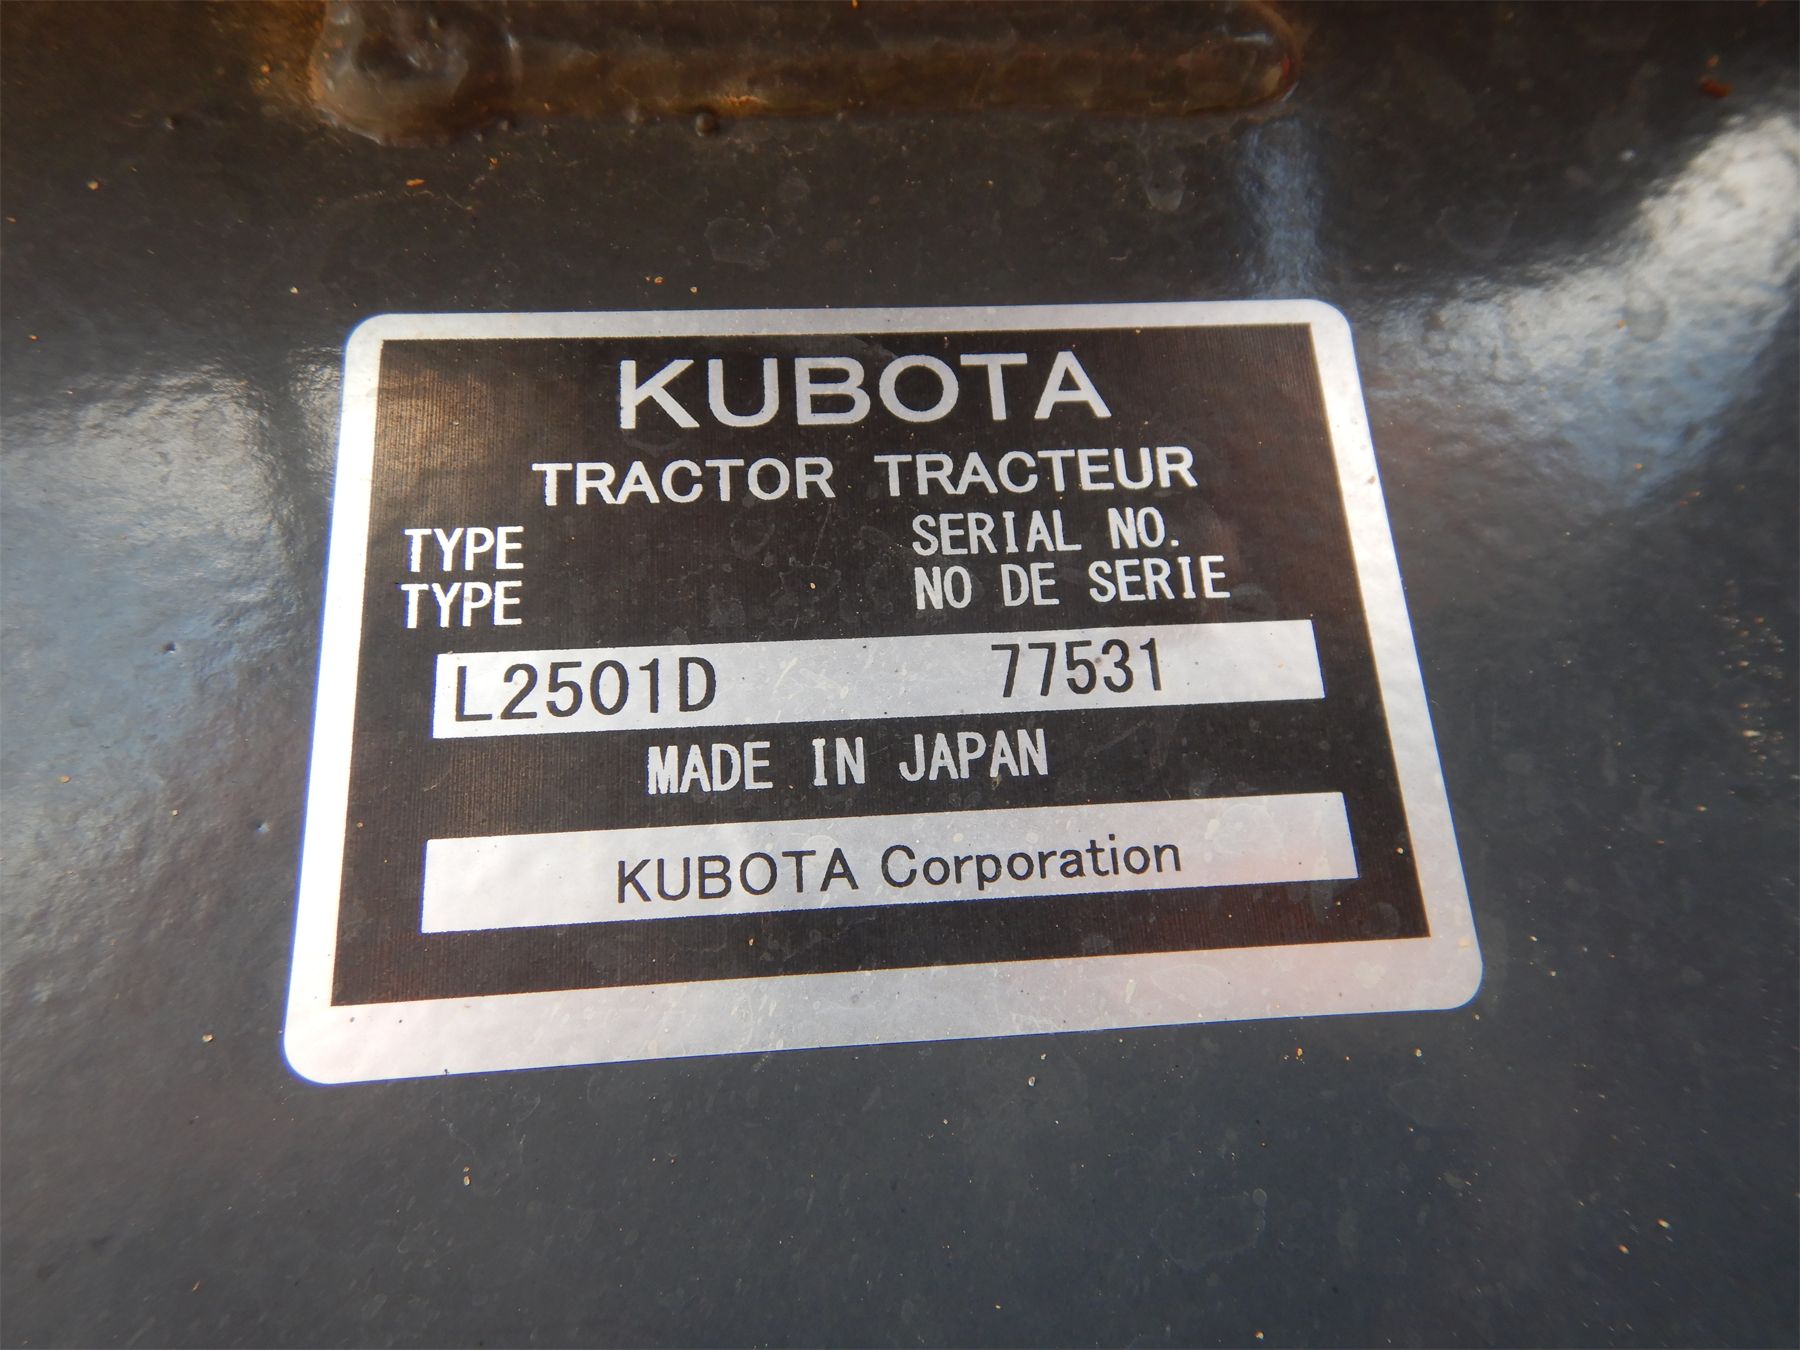 KUBOTA
TRACTOR TRACTEUR
TYPE SERIAL NO.
TYPE NO DE SERIE
L2501D 77531
MADE IN JAPAN
KUBOTA Corporation